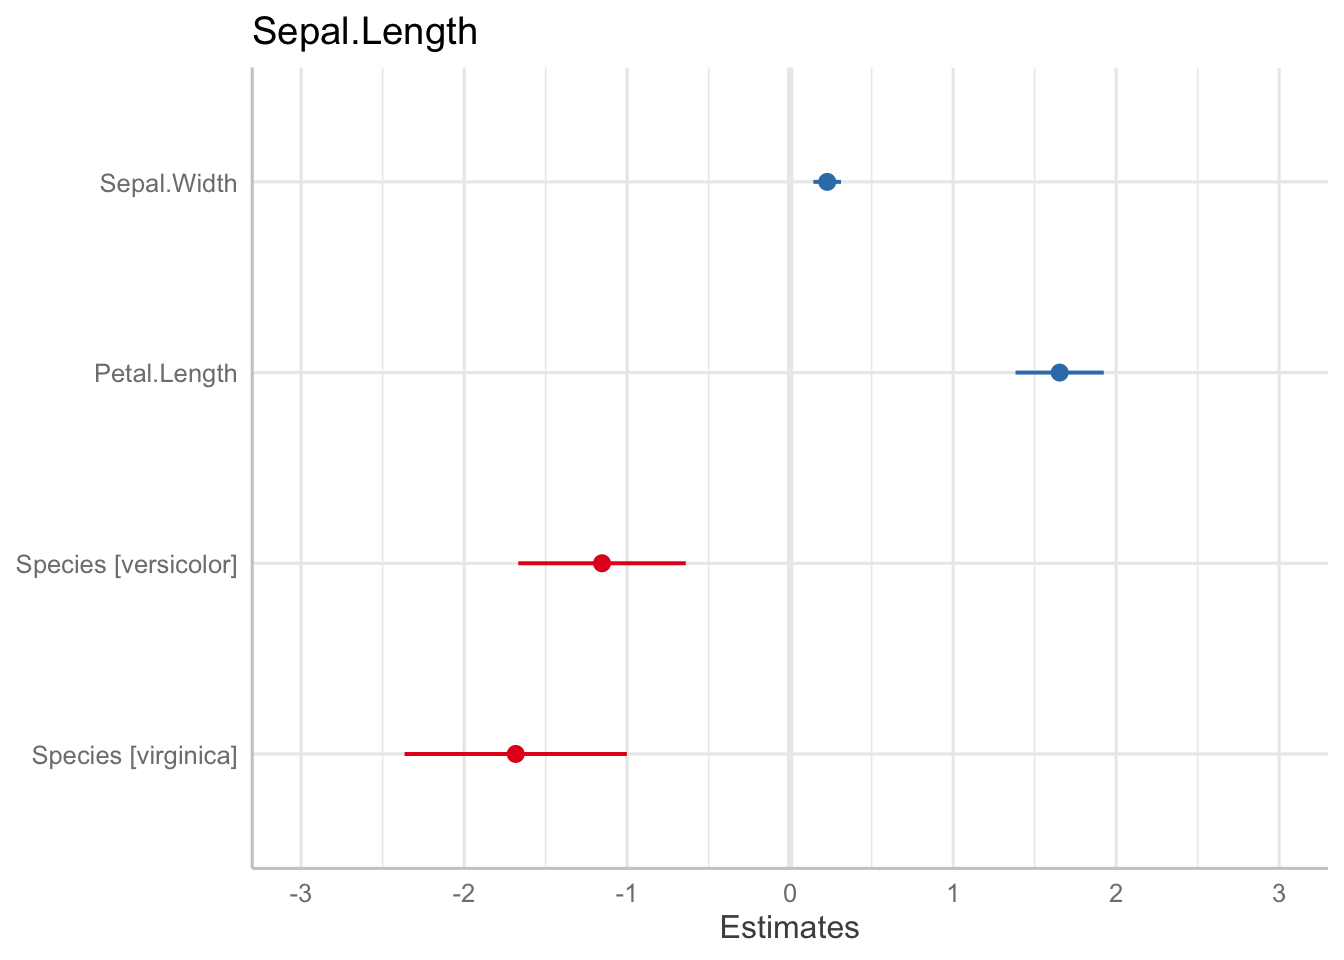 Sepal.Length
Sepal.Width
Petal.Length
Species [versicolor]
Species [virginica]
-3 -2 -1 0 1 2 3
Estimates